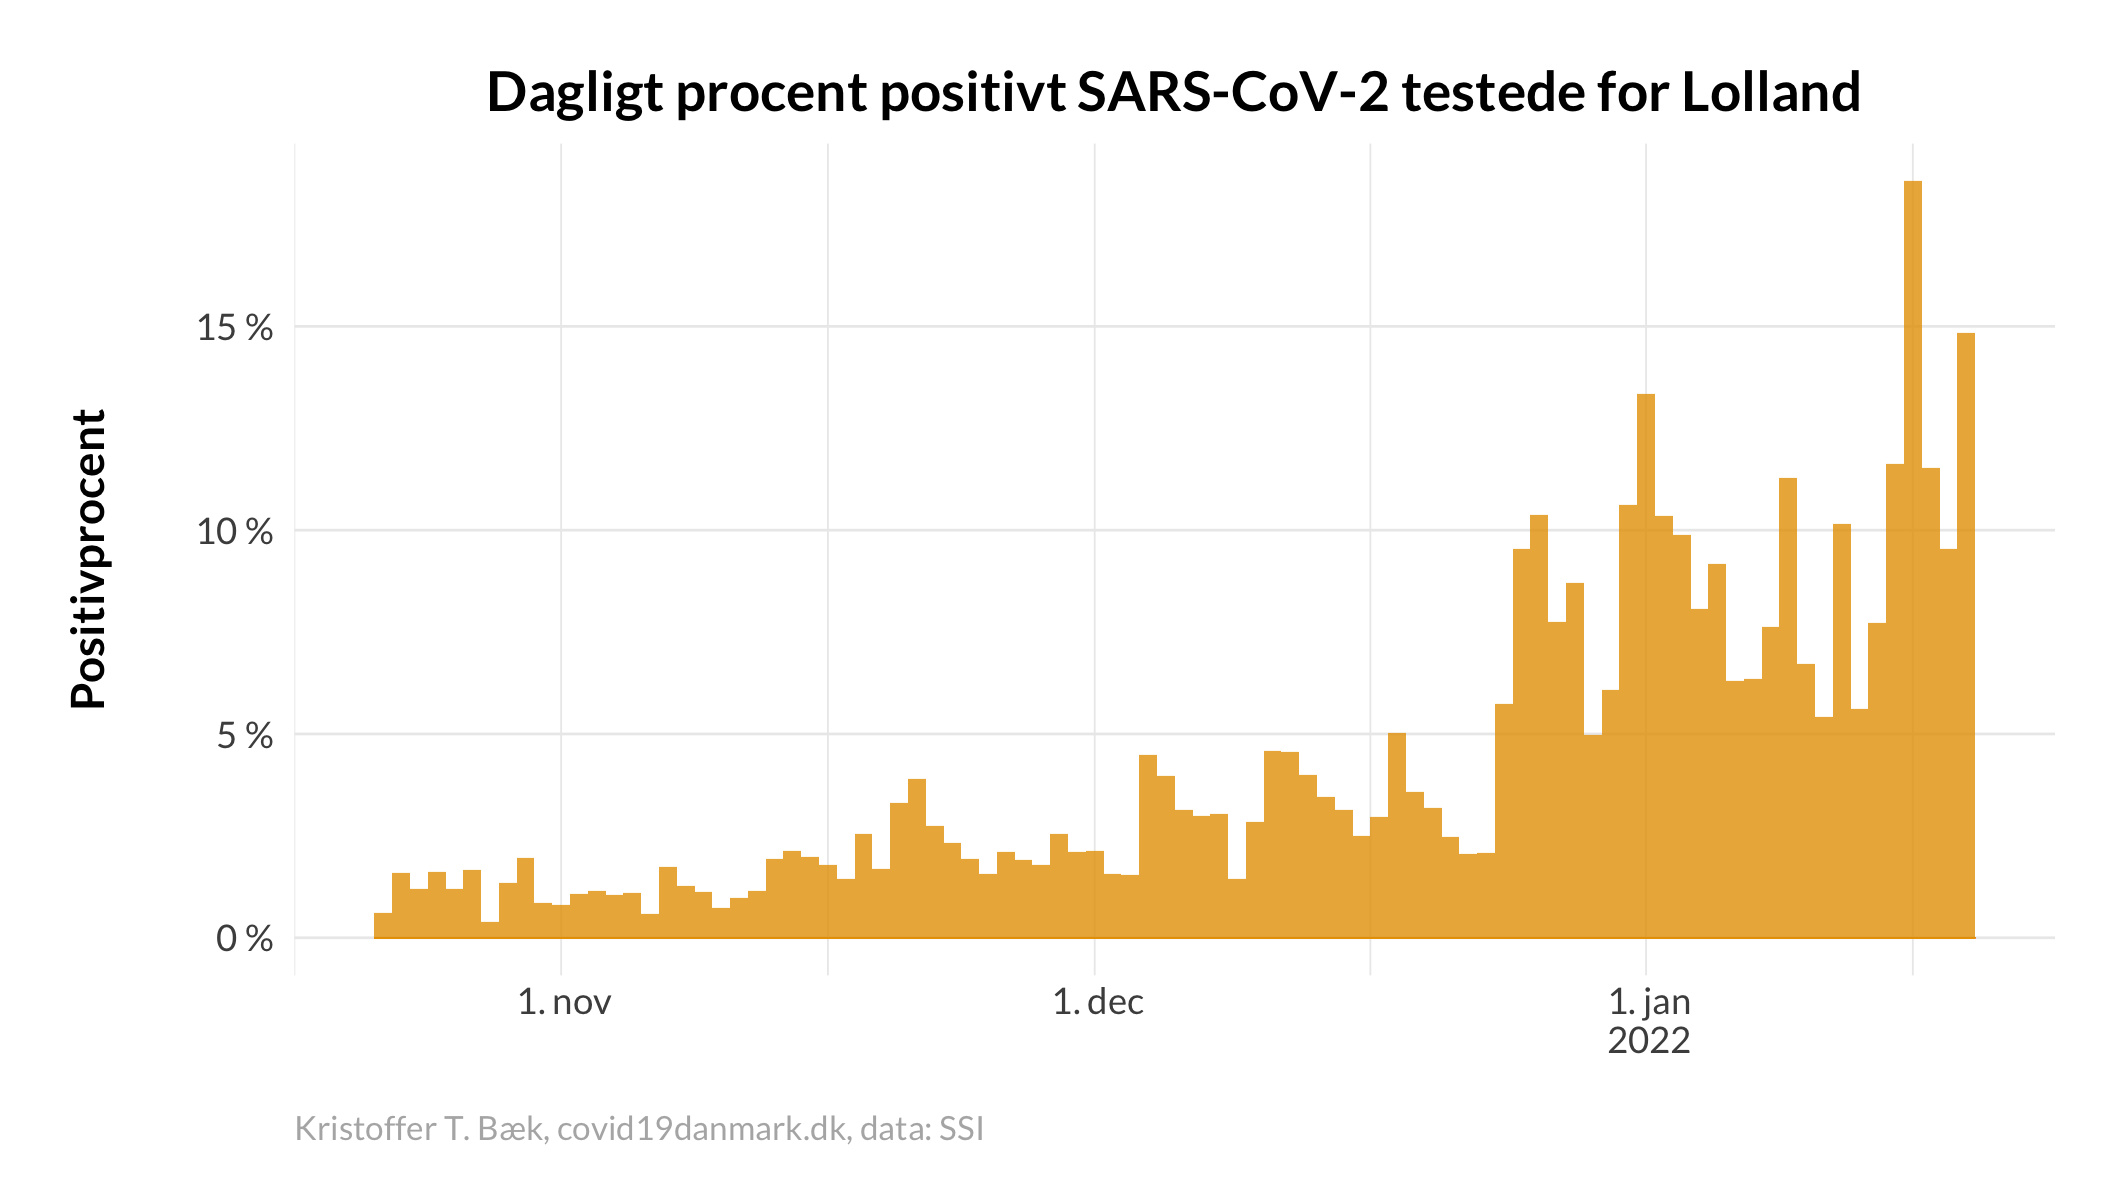 Dagligt procent positivt SARS-CoV-2 testede for Lolland
Positivprocent
15 %
10 %
5 %
0 %
1. nov
1. dec
1. jan
2022
Kristoffer T. Bæk, covid19danmark.dk, data: SSI